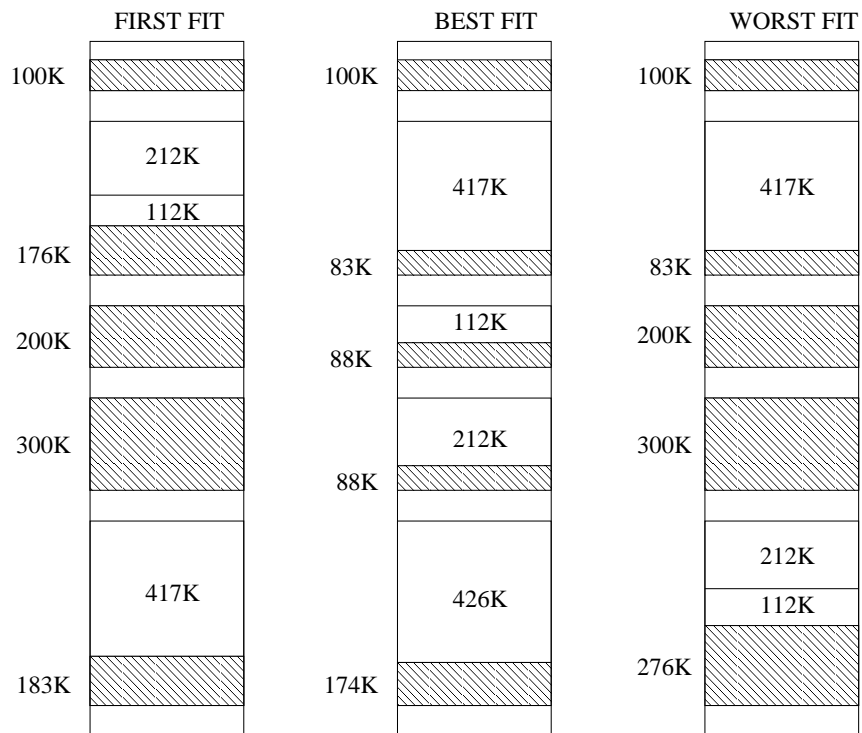 FIRST FIT
100K
212K
112K
176K
200K
300K
417K
183K
BEST FIT
100K
417K
83K
112K
88K
212K
88K
426K
174K
WORST FIT
100K
417K
83K
200K
300K
212K
112K
276K